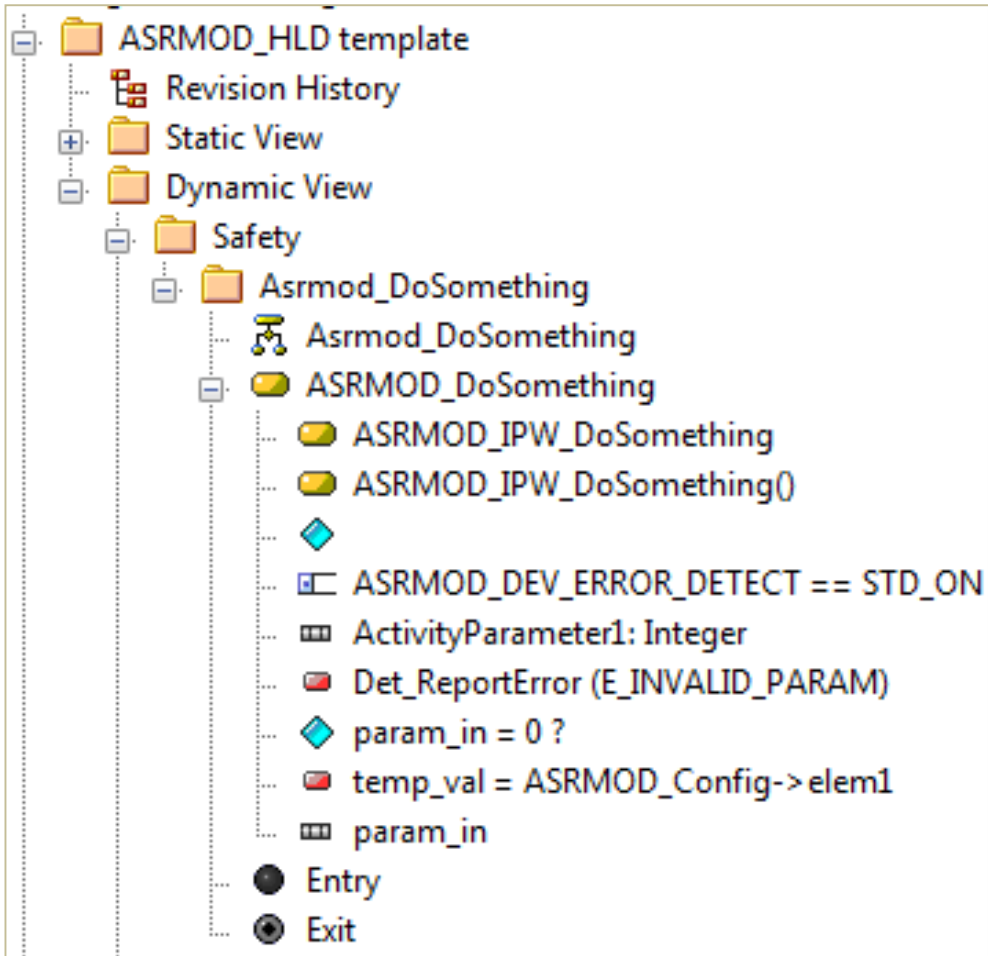 ASRMOD_HLD template
Revision History
Static View
Dynamic View
Safety
Asrmod_DoSomething
Asrmod_DoSomething
ASRMOD_DoSomething
ASRMOD_IPW_DoSomething
ASRMOD_IPW_DoSomething()
ASRMOD_DEV_ERROR_DETECT == STD_ON
ActivityParameter1: Integer
Det_ReportError (E_INVALID_PARAM)
param_in = 0 ?
temp_val = ASRMOD_Config->elem1
param_in
Entry
Exit